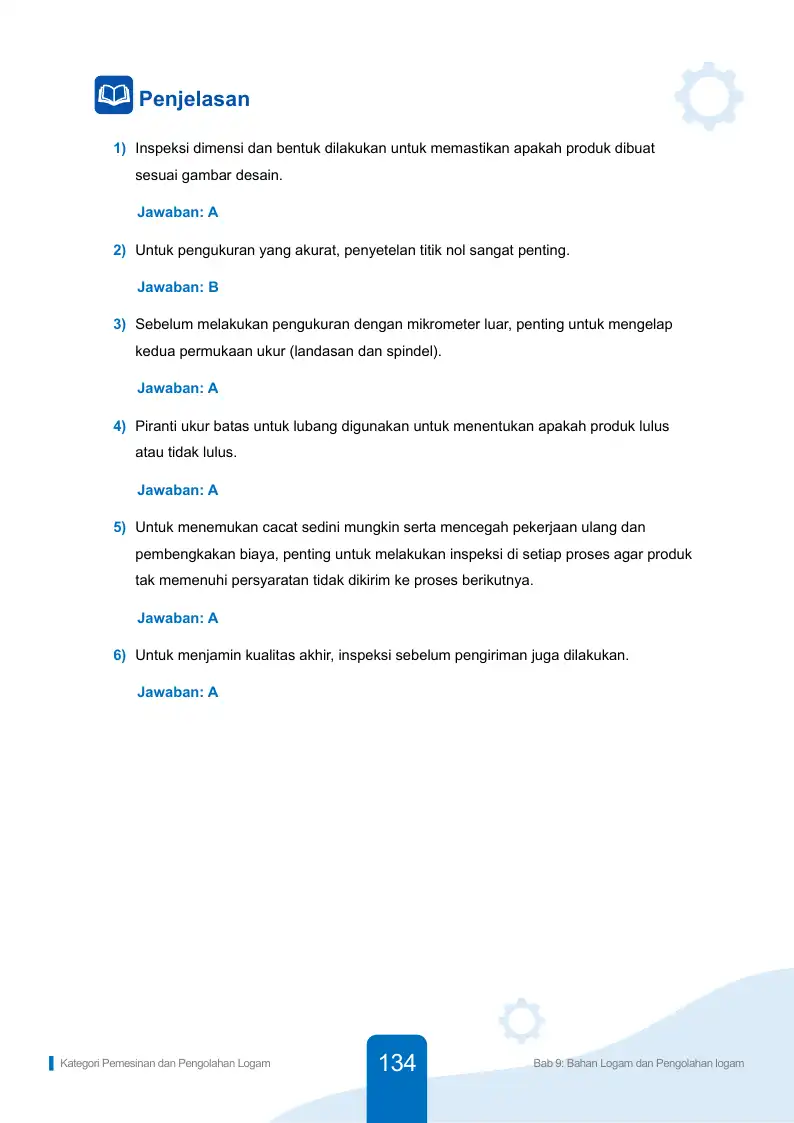 Penjelasan
1) Inspeksi dimensi dan bentuk dilakukan untuk memastikan apakah produk dibuat
sesuai gambar desain.
Jawaban: A
2) Untuk pengukuran yang akurat, penyetelan titik nol sangat penting.
Jawaban: B
3) Sebelum melakukan pengukuran dengan mikrometer luar, penting untuk mengelap
kedua permukaan ukur (landasan dan spindel).
Jawaban: A
4) Piranti ukur batas untuk lubang digunakan untuk menentukan apakah produk lulus
atau tidak lulus.
Jawaban: A
5) Untuk menemukan cacat sedini mungkin serta mencegah pekerjaan ulang dan
pembengkakan biaya, penting untuk melakukan inspeksi di setiap proses agar produk
tak memenuhi persyaratan tidak dikirim ke proses berikutnya.
Jawaban: A
6) Untuk menjamin kualitas akhir, inspeksi sebelum pengiriman juga dilakukan.
Jawaban: A
Kategori Pemesinan dan Pengolahan Logam
134
Bab 9: Bahan Logam dan Pengolahan logam